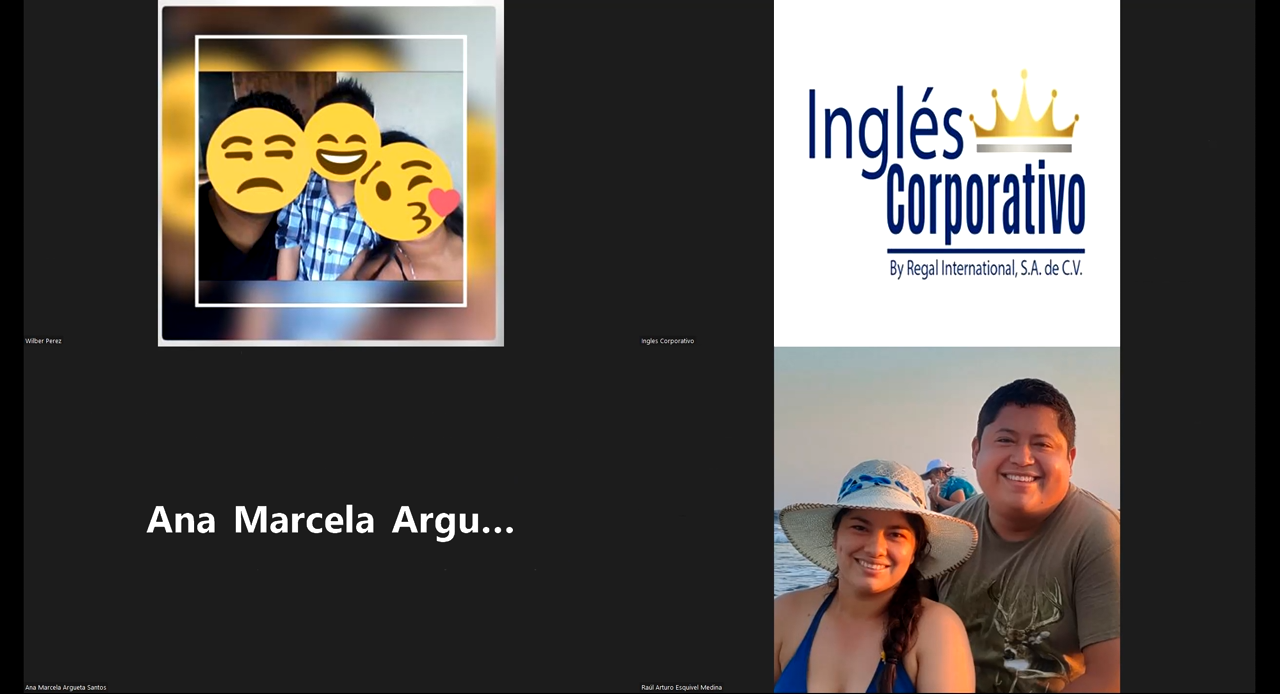 Inglés
Corporativo
By Regal International, S.A. de C.V.
Wilber Perez
Ingles Corporativo
Ana Marcela Argu...
Ana Marcela Argueta Santos
Raúl Arturo Esquivel Medina